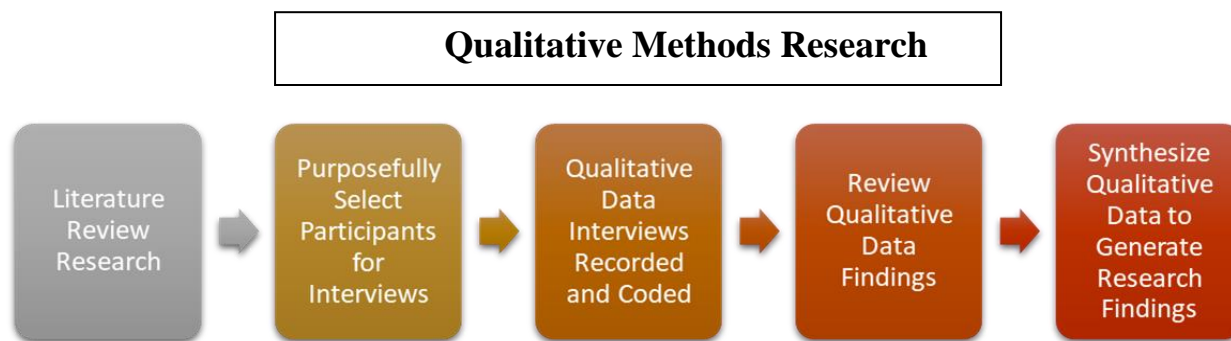 Qualitative Methods Research
Literature
Review
Research
Purposefully
Select
Participants
for
Interviews
Qualitative
Data
Interviews
Recorded
and Coded
Review
Qualitative
Data
Findings
Synthesize
Qualitative
Data to
Generate
Research
Findings